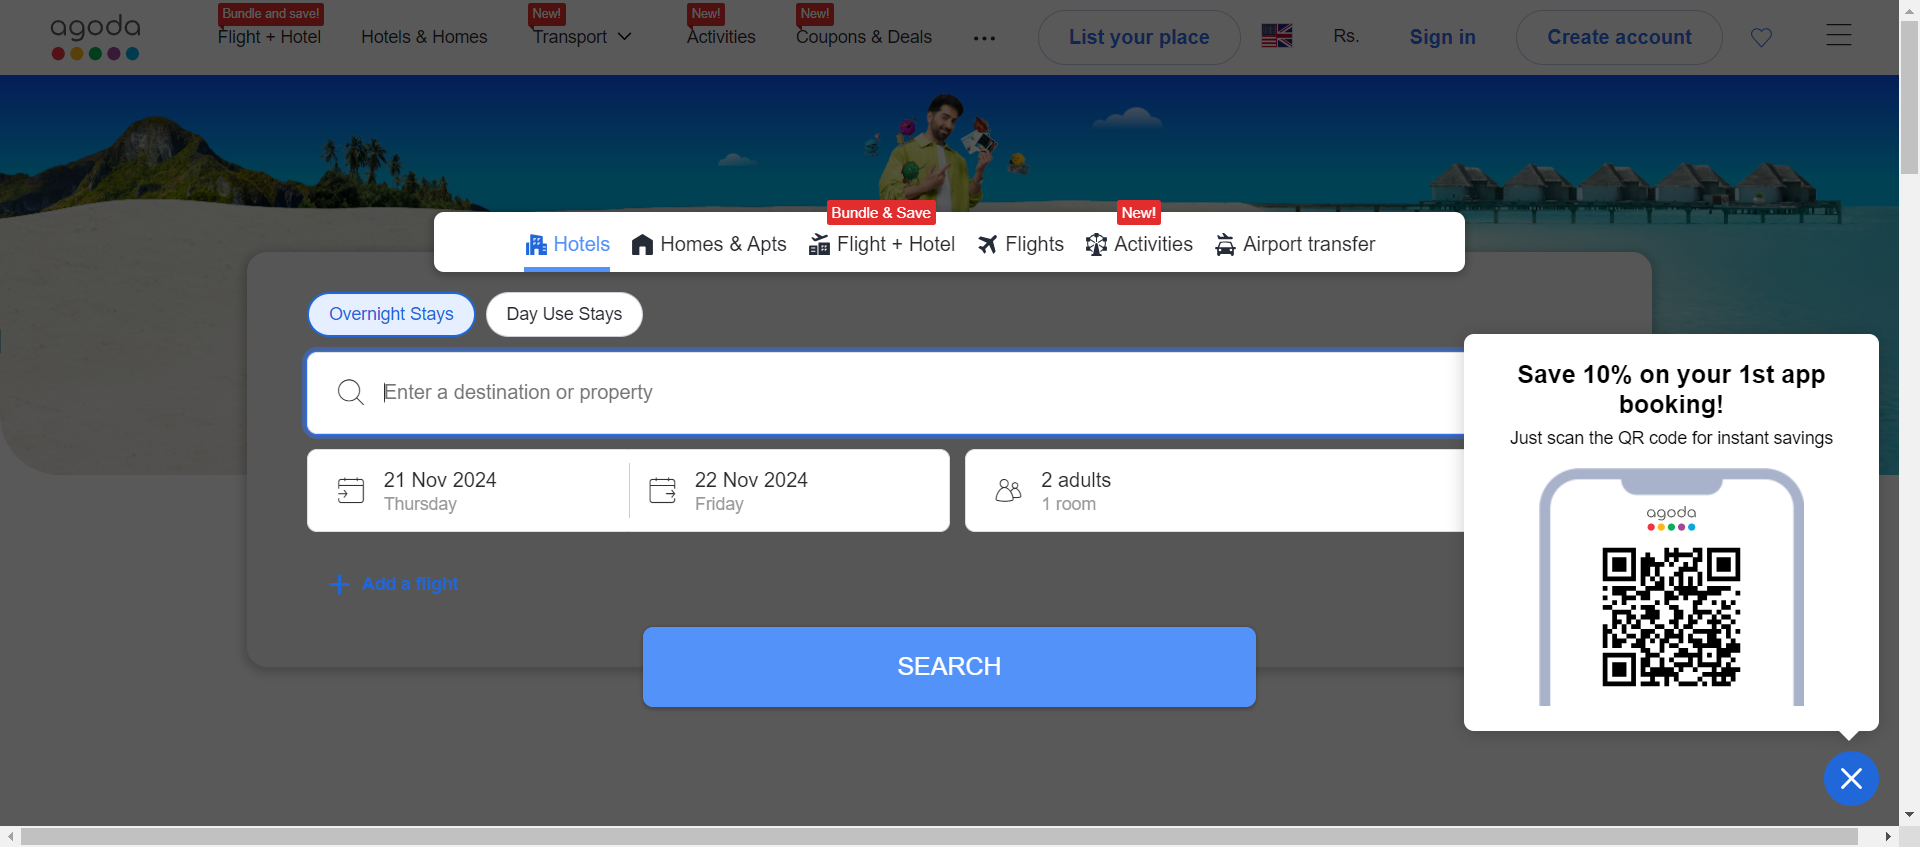 agoda
Bundle and save!
Flight + Hotel
Hotels & Homes
New!
Transport
New!
Activities
New!
Coupons & Deals
List your place
Rs.
Sign in
Create account
Hotels
Homes & Apts
Bundle & Save
Flight + Hotel
Flights
New!
Activities
Airport transfer
Overnight Stays
Day Use Stays
Enter a destination or property
21 Nov 2024
Thursday
22 Nov 2024
Friday
2 adults
1 room
Add a flight
SEARCH
Save 10% on your 1st app
booking!
Just scan the QR code for instant savings
agoda